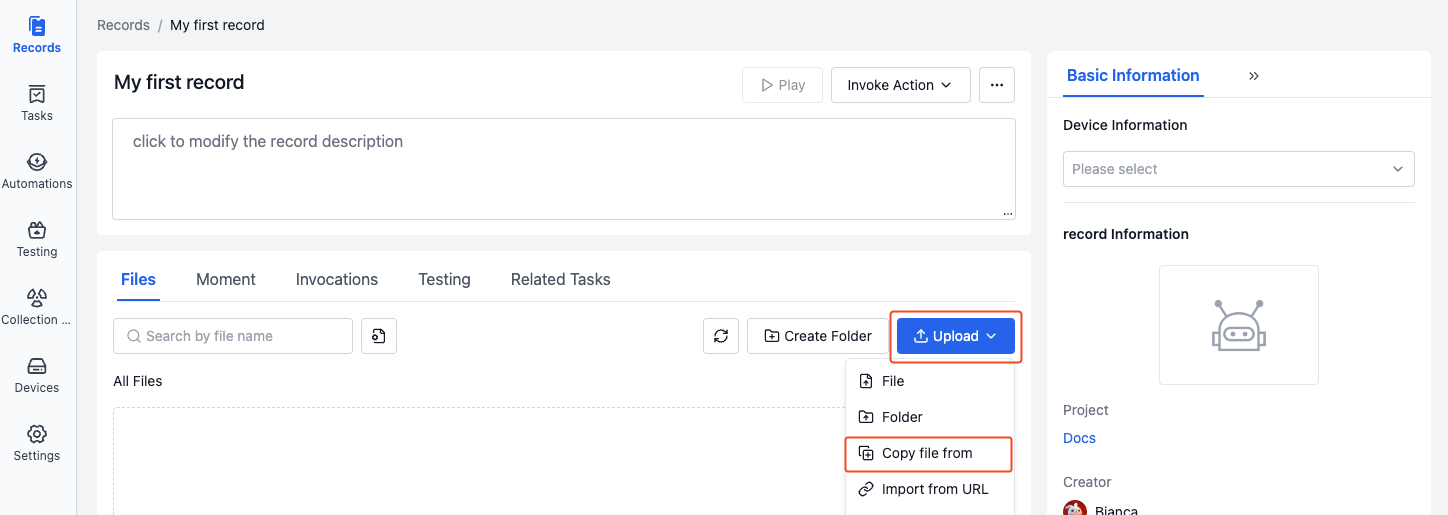 Records
Tasks
Automations
Testing
Collection ...
Devices
Settings
Records / My first record
My first record
Play
Invoke Action
...
click to modify the record description
Files
Moment
Invocations
Testing
Related Tasks
Search by file name
Create Folder
Upload
All Files
File
Folder
Copy file from
Import from URL
Basic Information
Device Information
Please select
record Information
Project
Docs
Creator
Bianca